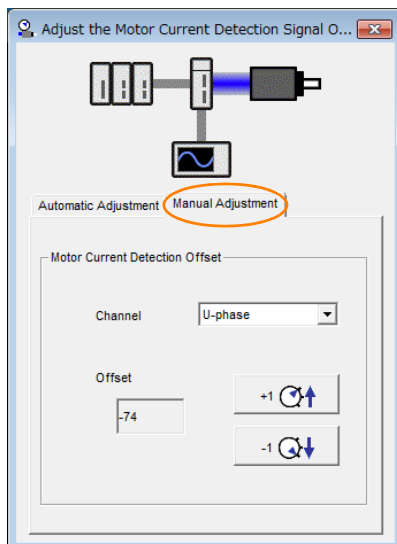 Adjust the Motor Current Detection Signal O...
Automatic Adjustment
Manual Adjustment
Motor Current Detection Offset
Channel
U-phase
Offset
-74
+1
-1